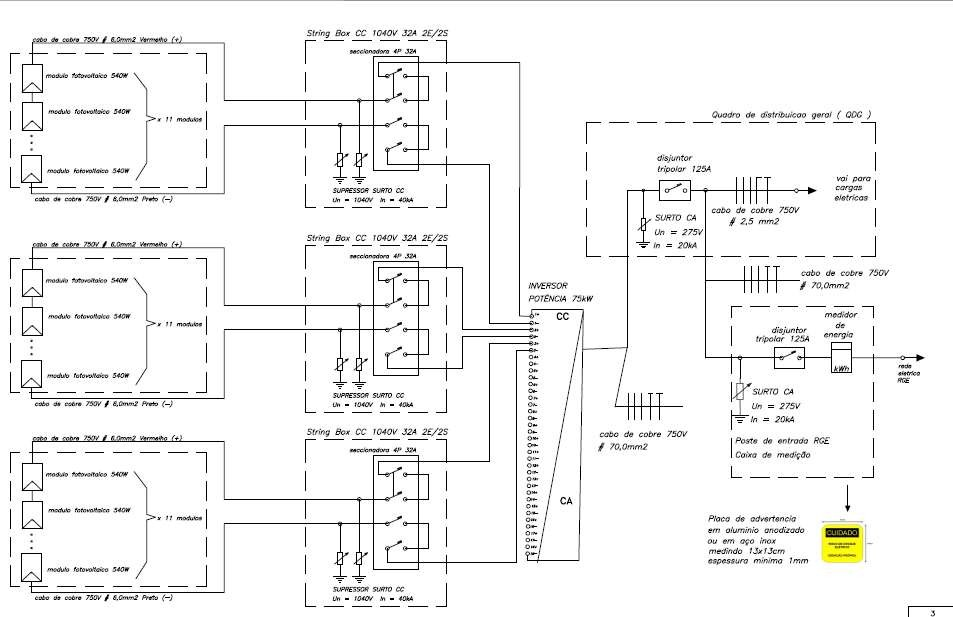 cabo de cobre 750V # 6,0mm2 Vermelho (+)
modulo fotovoltaico 540W
modulo fotovoltaico 540W
x 11 modulos
modulo fotovoltaico 540W
cabo de cobre 750V # 6,0mm2 Preto (-)
String Box CC 1040V 32A 2E/2S
seccionadora 4P 32A
SUPRESSOR SURTO CC
Un = 1040V In = 40kA
cabo de cobre 750V # 6,0mm2 Vermelho (+)
modulo fotovoltaico 540W
modulo fotovoltaico 540W
x 11 modulos
modulo fotovoltaico 540W
cabo de cobre 750V # 6,0mm2 Preto (-)
String Box CC 1040V 32A 2E/2S
seccionadora 4P 32A
SUPRESSOR SURTO CC
Un = 1040V In = 40kA
cabo de cobre 750V # 6,0mm2 Vermelho (+)
modulo fotovoltaico 540W
modulo fotovoltaico 540W
x 11 modulos
modulo fotovoltaico 540W
cabo de cobre 750V # 6,0mm2 Preto (-)
String Box CC 1040V 32A 2E/2S
seccionadora 4P 32A
SUPRESSOR SURTO CC
Un = 1040V In = 40kA
INVERSOR
POTÊNCIA 75kW
CC
CA
cabo de cobre 750V
# 70,0mm2
Quadro de distribuicao geral ( QDG )
disjuntor
tripolar 125A
SURTO CA
Un = 275V
In = 20kA
cabo de cobre 750V
# 2,5 mm2
vai para
cargas
eletricas
cabo de cobre 750V
# 70,0mm2
disjuntor
tripolar 125A
medidor
de
energia
kWh
rede
eletrica
RGE
SURTO CA
Un = 275V
In = 20kA
Poste de entrada RGE
Caixa de medição
Placa de advertencia
em aluminio anodizado
ou em aço inox
medindo 13x13cm
espessura minima 1mm
CUIDADO
3